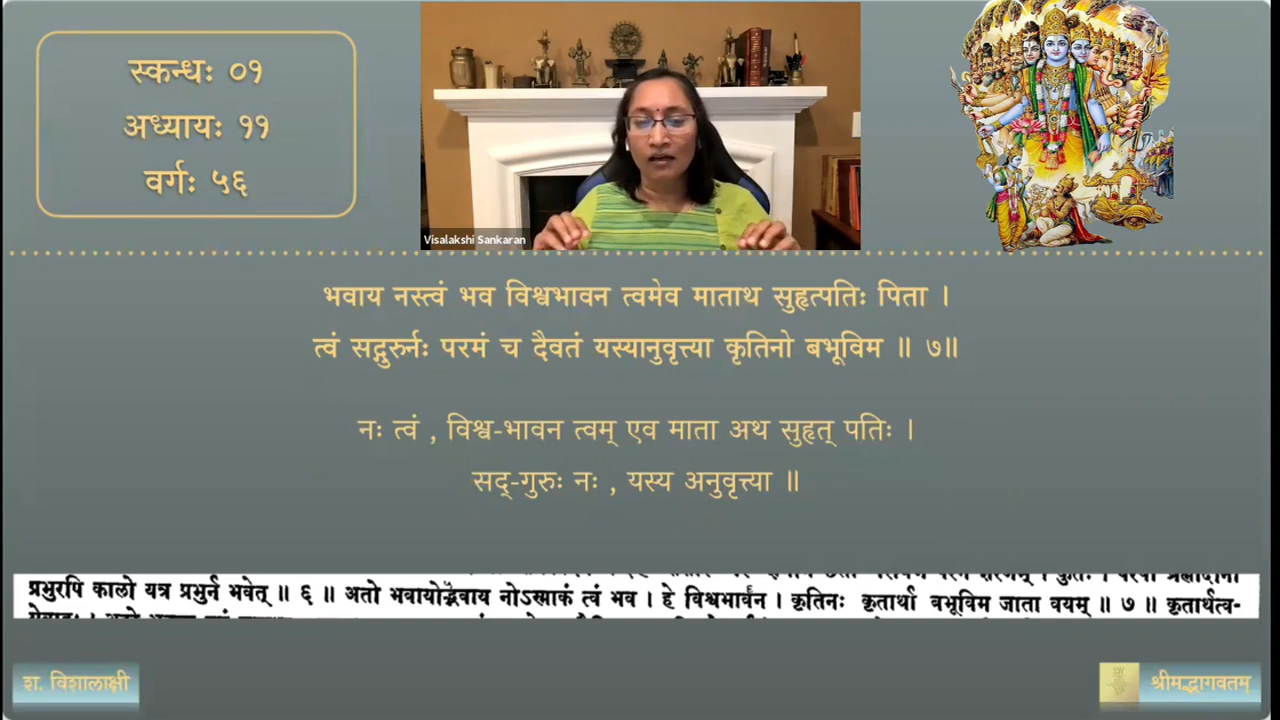 स्कन्धः ०१
अध्यायः ११
वर्गः ५६
Visalakshi Sankaran
भवाय नस्त्वं भव विश्वभावन त्वमेव माताथ सुहृत्पतिः पिता ।
त्वं सद्गुरुर्नः परमं च दैवतं यस्यानुवृत्त्या कृतिनो बभूविम ॥ ७॥
नः त्वं , विश्व-भावन त्वम् एव माता अथ सुहृत् पतिः ।
सद्-गुरुः नः , यस्य अनुवृत्त्या ॥
प्रभुरपि कालो यत्र प्रभुर्न भवेत् ॥ ६ ॥ अतो भवायोद्भवाय नोऽस्माकं त्वं भव । हे विश्वभावन । कृतिनः कृतार्था बभूविम जाता वयम् ॥ ७ ॥ कृतार्थत्व-
श. विशालाक्षी
श्रीमद्भागवतम्